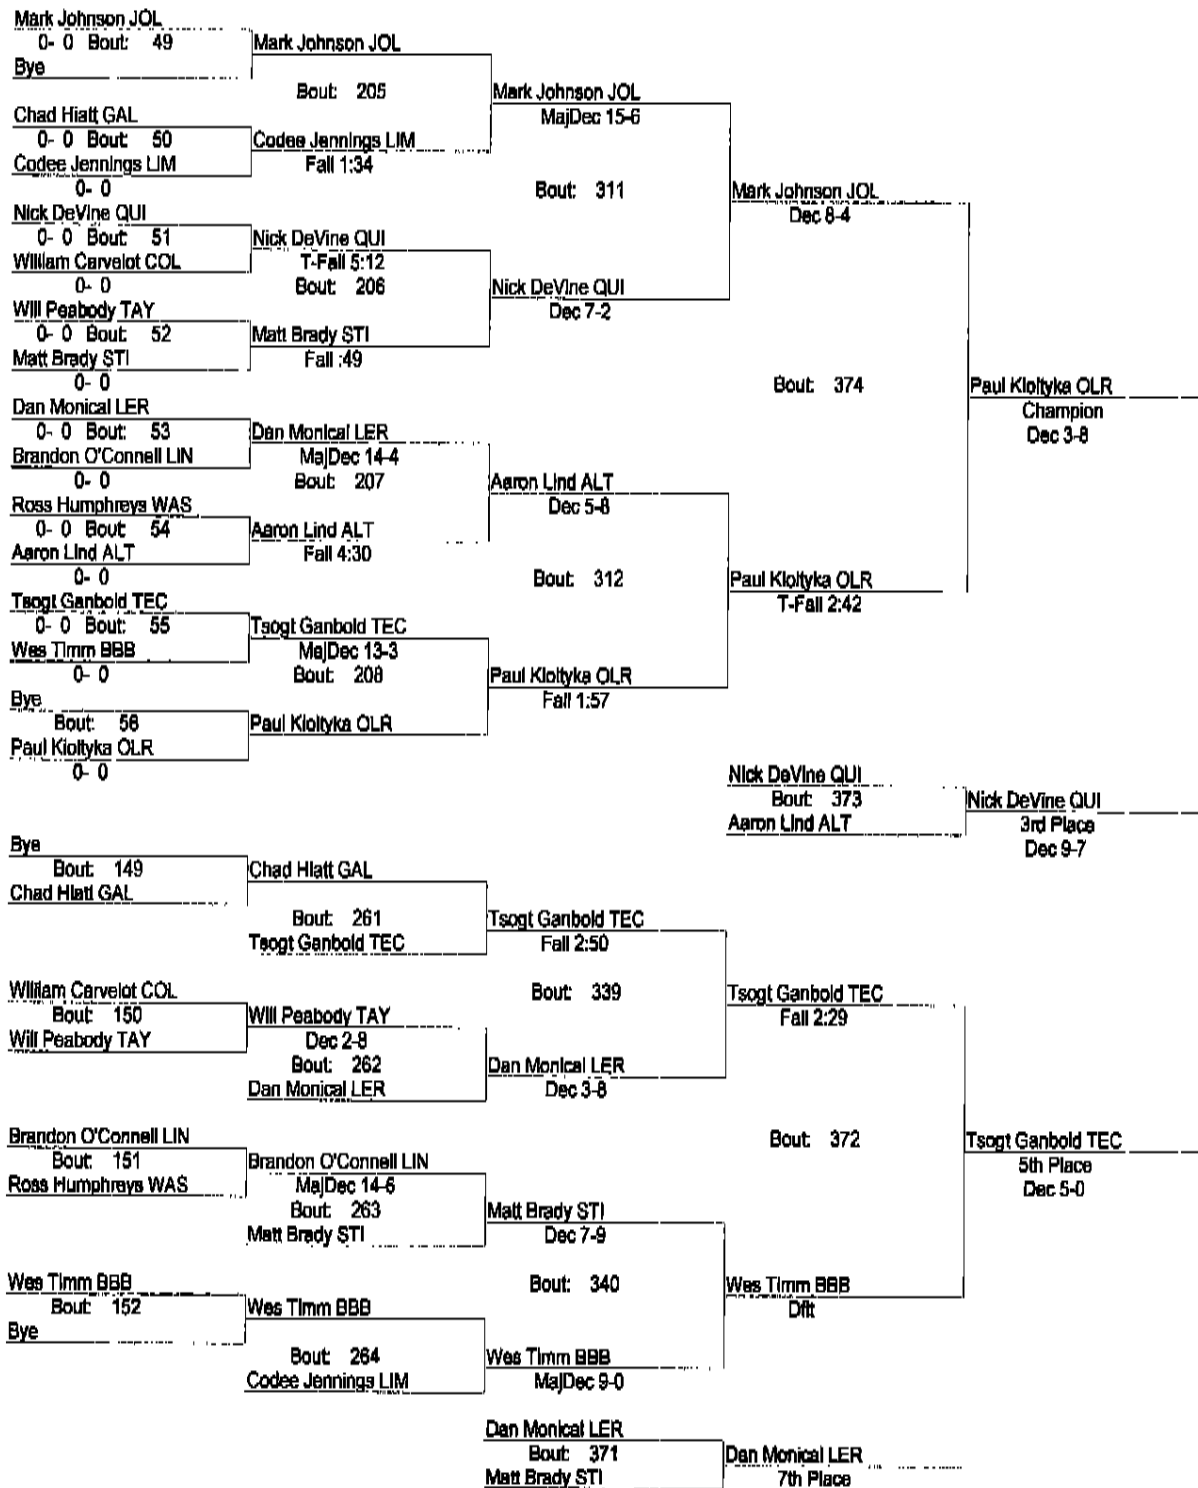 Mark Johnson JOL
0- 0 Bout: 49
Mark Johnson JOL
Bye
Bout: 205
Mark Johnson JOL
MajDec 15-6
Chad Hiatt GAL
0- 0 Bout: 50
Codee Jennings LIM
Codee Jennings LIM
Fall 1:34
0- 0
Bout: 311
Mark Johnson JOL
Dec 8-4
Nick DeVine QUI
0- 0 Bout: 51
Nick DeVine QUI
William Carvelot COL
T-Fall 5:12
0- 0
Bout: 206
Nick DeVine QUI
Dec 7-2
Will Peabody TAY
0- 0 Bout: 52
Matt Brady STI
Matt Brady STI
Fall :49
0- 0
Bout: 374
Paul Kloityka OLR
Champion
Dec 3-8
Dan Monical LER
0- 0 Bout: 53
Dan Monical LER
Brandon O'Connell LIN
MajDec 14-4
0- 0
Bout: 207
Aaron Lind ALT
Dec 5-8
Ross Humphreys WAS
0- 0 Bout: 54
Aaron Lind ALT
Aaron Lind ALT
Fall 4:30
0- 0
Bout: 312
Paul Kloityka OLR
T-Fall 2:42
Tsogt Ganbold TEC
0- 0 Bout: 55
Tsogt Ganbold TEC
Wes Timm BBB
MajDec 13-3
0- 0
Bout: 208
Paul Kloityka OLR
Fall 1:57
Bye
Bout: 56
Paul Kloityka OLR
Paul Kloityka OLR
0- 0
Nick DeVine QUI
Bout: 373
Nick DeVine QUI
Aaron Lind ALT
3rd Place
Dec 9-7
Bye
Bout: 149
Chad Hiatt GAL
Chad Hiatt GAL
Bout: 261
Tsogt Ganbold TEC
Tsogt Ganbold TEC
Fall 2:50
William Carvelot COL
Bout: 339
Tsogt Ganbold TEC
Fall 2:29
Bout: 150
Will Peabody TAY
Will Peabody TAY
Dec 2-8
Bout: 262
Dan Monical LER
Dan Monical LER
Dec 3-8
Brandon O'Connell LIN
Bout: 372
Tsogt Ganbold TEC
5th Place
Dec 5-0
Bout: 151
Brandon O'Connell LIN
Ross Humphreys WAS
MajDec 14-6
Bout: 263
Matt Brady STI
Matt Brady STI
Dec 7-9
Wes Timm BBB
Bout: 340
Wes Timm BBB
Dflt
Bout: 152
Wes Timm BBB
Bye
Bout: 264
Wes Timm BBB
Codee Jennings LIM
MajDec 9-0
Dan Monical LER
Bout: 371
Dan Monical LER
Matt Brady STI
7th Place